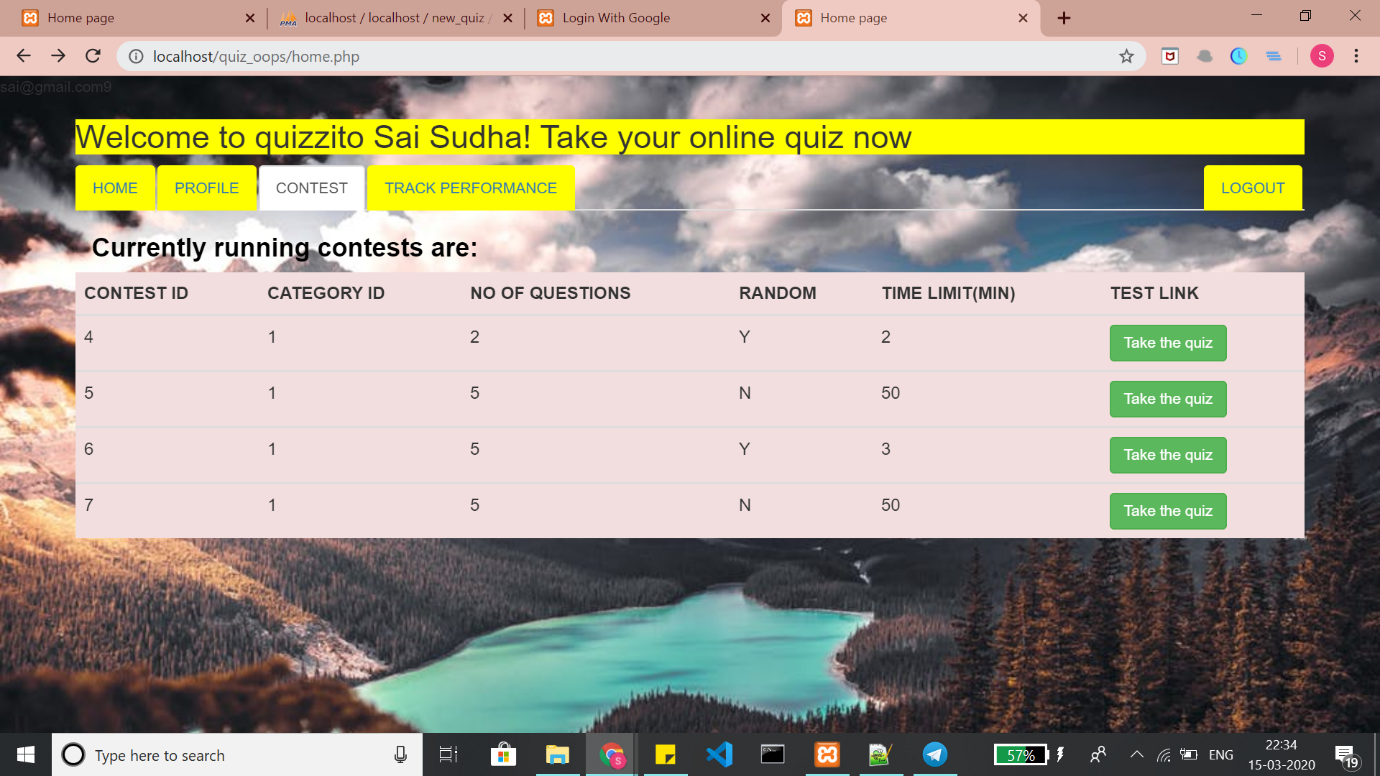 Home page
localhost / localhost / new_quiz /
Login With Google
Home page
localhost/quiz_oops/home.php
S
sai@gmail.com9
Welcome to quizzito Sai Sudha! Take your online quiz now
HOME PROFILE CONTEST TRACK PERFORMANCE LOGOUT
Currently running contests are:
CONTEST ID CATEGORY ID NO OF QUESTIONS RANDOM TIME LIMIT(MIN) TEST LINK
4 1 2 Y 2 Take the quiz
5 1 5 N 50 Take the quiz
6 1 5 Y 3 Take the quiz
7 1 5 N 50 Take the quiz
Type here to search
S
57%
ENG
22:34
15-03-2020
19